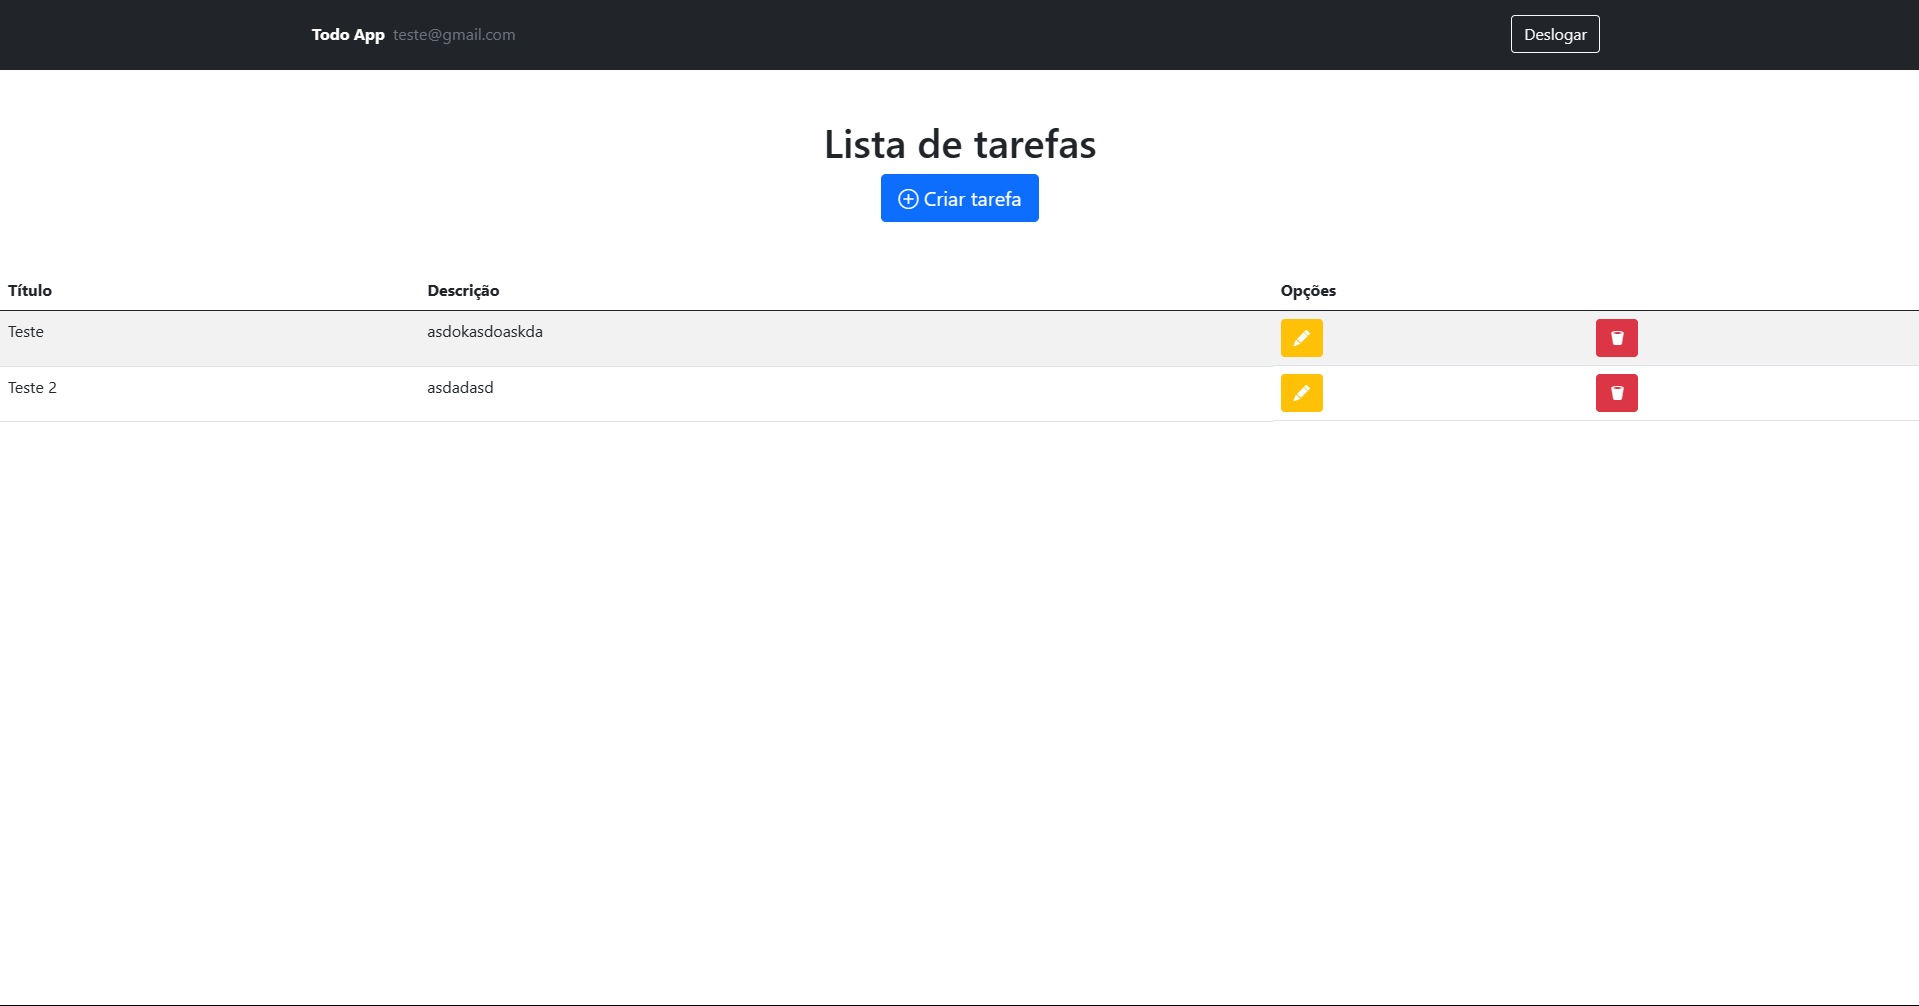 Todo App teste@gmail.com Deslogar
Lista de tarefas
Criar tarefa
Título Descrição Opções
Teste asdokasdoaskda
Teste 2 asdadasd